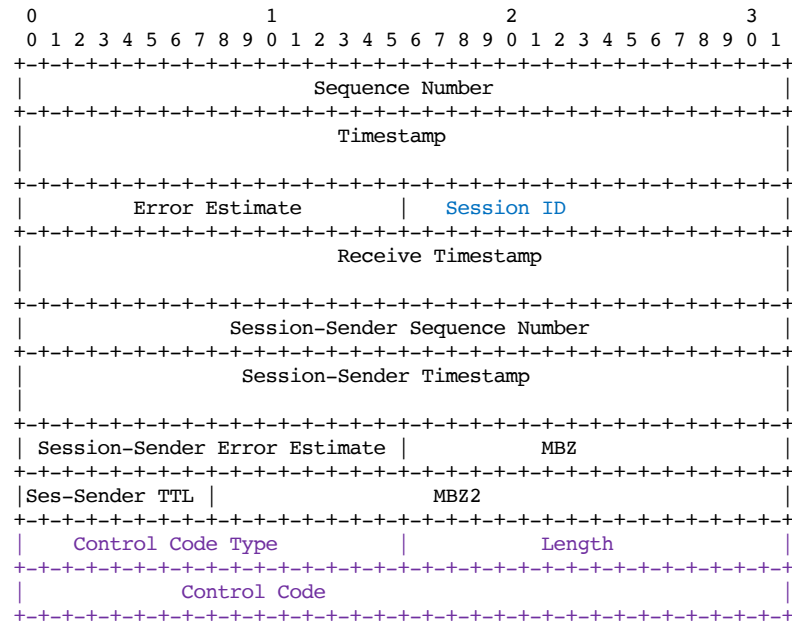 0                   1                   2                   3
 0 1 2 3 4 5 6 7 8 9 0 1 2 3 4 5 6 7 8 9 0 1 2 3 4 5 6 7 8 9 0 1
+-+-+-+-+-+-+-+-+-+-+-+-+-+-+-+-+-+-+-+-+-+-+-+-+-+-+-+-+-+-+-+-+
|                        Sequence Number                        |
+-+-+-+-+-+-+-+-+-+-+-+-+-+-+-+-+-+-+-+-+-+-+-+-+-+-+-+-+-+-+-+-+
|                          Timestamp                            |
|                                                               |
+-+-+-+-+-+-+-+-+-+-+-+-+-+-+-+-+-+-+-+-+-+-+-+-+-+-+-+-+-+-+-+-+
|         Error Estimate        |   Session ID                  |
+-+-+-+-+-+-+-+-+-+-+-+-+-+-+-+-+-+-+-+-+-+-+-+-+-+-+-+-+-+-+-+-+
|                          Receive Timestamp                    |
|                                                               |
+-+-+-+-+-+-+-+-+-+-+-+-+-+-+-+-+-+-+-+-+-+-+-+-+-+-+-+-+-+-+-+-+
|                 Session-Sender Sequence Number                |
+-+-+-+-+-+-+-+-+-+-+-+-+-+-+-+-+-+-+-+-+-+-+-+-+-+-+-+-+-+-+-+-+
|                  Session-Sender Timestamp                     |
|                                                               |
+-+-+-+-+-+-+-+-+-+-+-+-+-+-+-+-+-+-+-+-+-+-+-+-+-+-+-+-+-+-+-+-+
| Session-Sender Error Estimate |           MBZ                 |
+-+-+-+-+-+-+-+-+-+-+-+-+-+-+-+-+-+-+-+-+-+-+-+-+-+-+-+-+-+-+-+-+
|Ses-Sender TTL |                  MBZ2                         |
+-+-+-+-+-+-+-+-+-+-+-+-+-+-+-+-+-+-+-+-+-+-+-+-+-+-+-+-+-+-+-+-+
|    Control Code Type          |           Length              |
+-+-+-+-+-+-+-+-+-+-+-+-+-+-+-+-+-+-+-+-+-+-+-+-+-+-+-+-+-+-+-+-+
|             Control Code                                      |
+-+-+-+-+-+-+-+-+-+-+-+-+-+-+-+-+-+-+-+-+-+-+-+-+-+-+-+-+-+-+-+-+